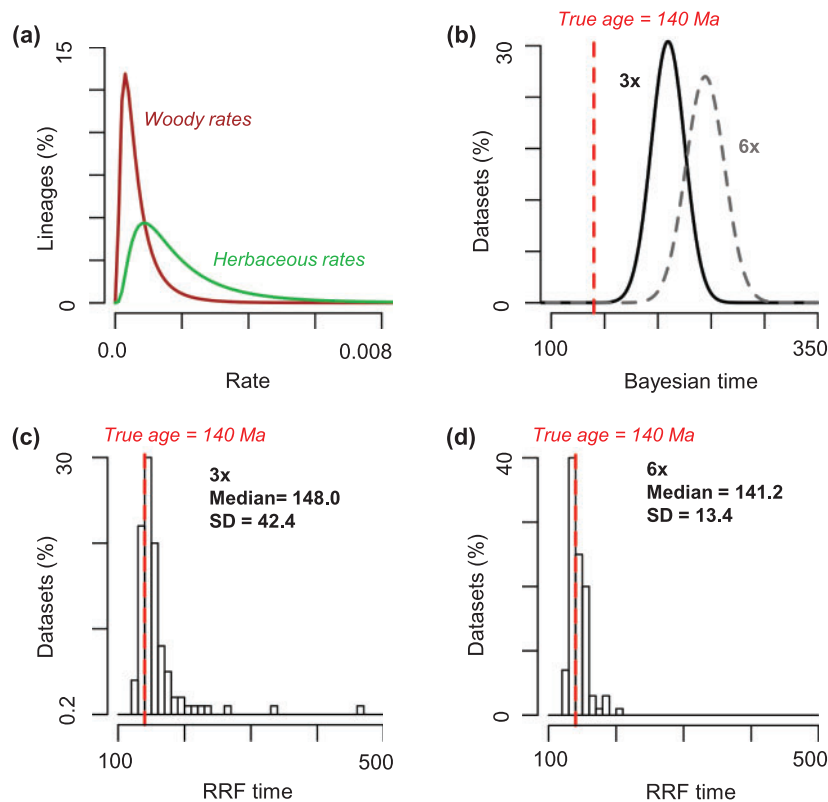 (a)
15
Lineages (%)
0
Woody rates
Herbaceous rates
0.0
0.008
Rate
(b)
True age = 140 Ma
30
Datasets (%)
0
3x
6x
100
350
Bayesian time
(c)
True age = 140 Ma
30
Datasets (%)
0.2
3x
Median= 148.0
SD = 42.4
100
500
RRF time
(d)
True age = 140 Ma
40
Datasets (%)
0
6x
Median = 141.2
SD = 13.4
100
500
RRF time